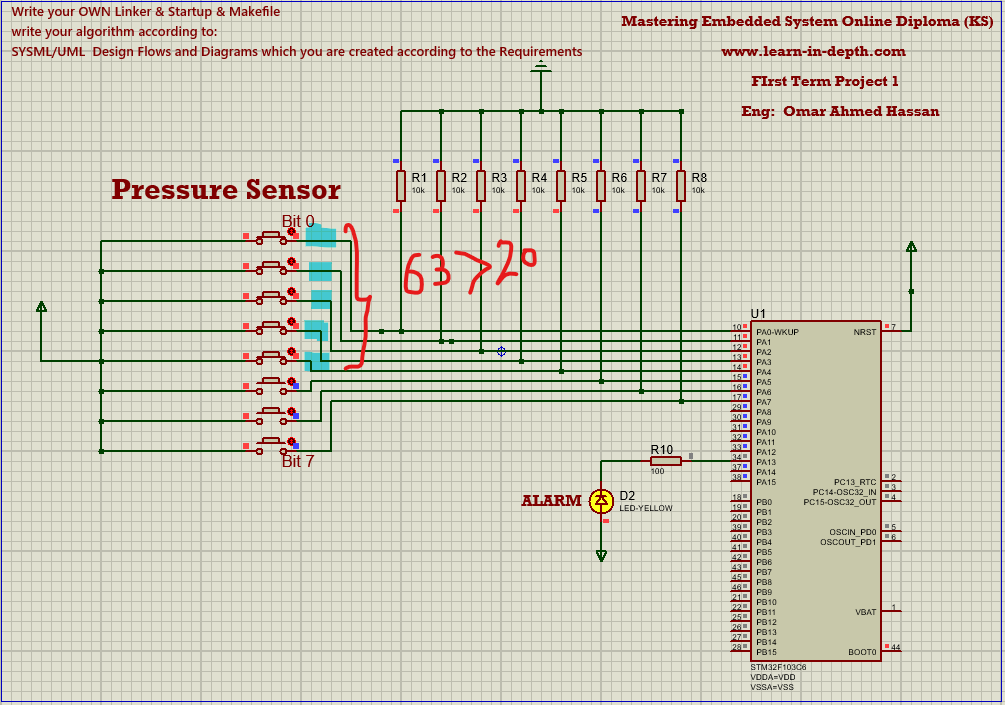 Write your OWN Linker & Startup & Makefile
write your algorithm according to:
SYSML/UML Design Flows and Diagrams which you are created according to the Requirements
Mastering Embedded System Online Diploma (KS)
www.learn-in-depth.com
FIrst Term Project 1
Eng: Omar Ahmed Hassan
Pressure Sensor
Bit 0
R1
10k
R2
10k
R3
10k
R4
10k
R5
10k
R6
10k
R7
10k
R8
10k
63 > 20
Bit 7
R10
100
ALARM
D2
LED-YELLOW
U1
10 PA0-WKUP
11 PA1
12 PA2
13 PA3
14 PA4
15 PA5
16 PA6
17 PA7
29 PA8
30 PA9
31 PA10
32 PA11
33 PA12
34 PA13
37 PA14
38 PA15
18 PB0
19 PB1
20 PB2
39 PB3
40 PB4
41 PB5
42 PB6
43 PB7
45 PB8
46 PB9
21 PB10
22 PB11
25 PB12
26 PB13
27 PB14
28 PB15
NRST 7
PC13_RTC 2
PC14-OSC32_IN 3
PC15-OSC32_OUT 4
OSCIN_PD0 5
OSCOUT_PD1 6
VBAT 1
BOOT0 44
STM32F103C6
VDDA=VDD
VSSA=VSS